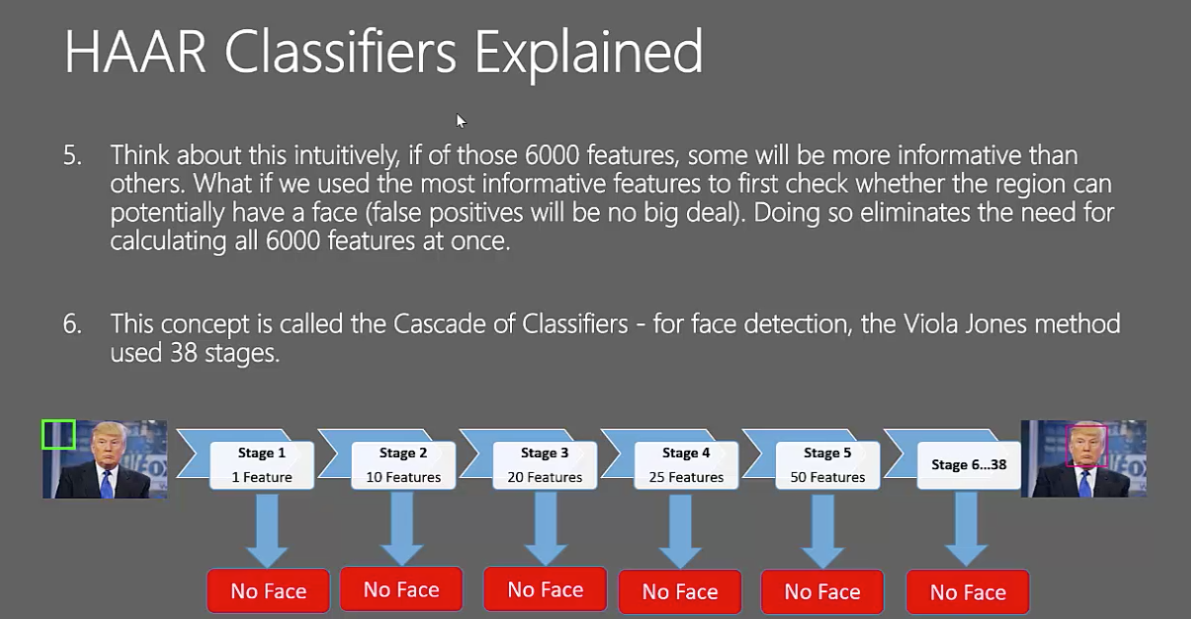 HAAR Classifiers Explained
5. Think about this intuitively, if of those 6000 features, some will be more informative than
others. What if we used the most informative features to first check whether the region can
potentially have a face (false positives will be no big deal). Doing so eliminates the need for
calculating all 6000 features at once.
6. This concept is called the Cascade of Classifiers - for face detection, the Viola Jones method
used 38 stages.
Stage 1
1 Feature
Stage 2
10 Features
Stage 3
20 Features
Stage 4
25 Features
Stage 5
50 Features
Stage 6...38
FOX
No Face
No Face
No Face
No Face
No Face
No Face